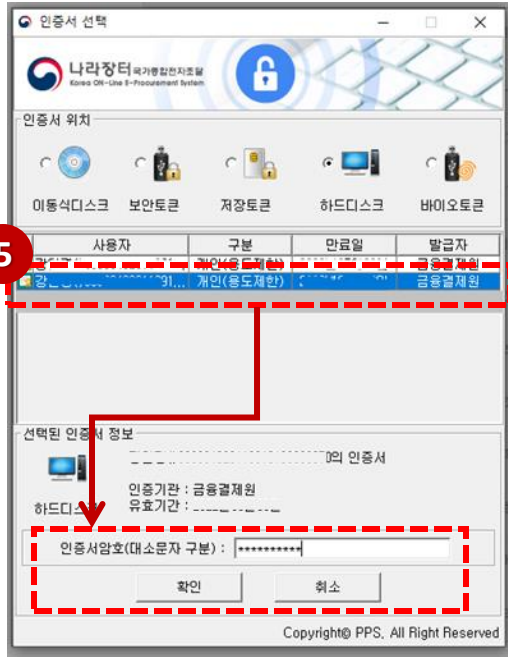 인증서 선택
나라장터 국가종합전자조달
Korea ON-Line E-Procurement System
인증서 위치
이동식디스크 보안토큰 저장토큰 하드디스크 바이오토큰
5
사용자 구분 만료일 발급자
개인(용도제한) 금융결제원
개인(용도제한) 금융결제원
선택된 인증서 정보
의 인증서
인증기관 : 금융결제원
하드디스크
유효기간 :
인증서암호(대소문자 구분) : **********
확인 취소
Copyright© PPS, All Right Reserved